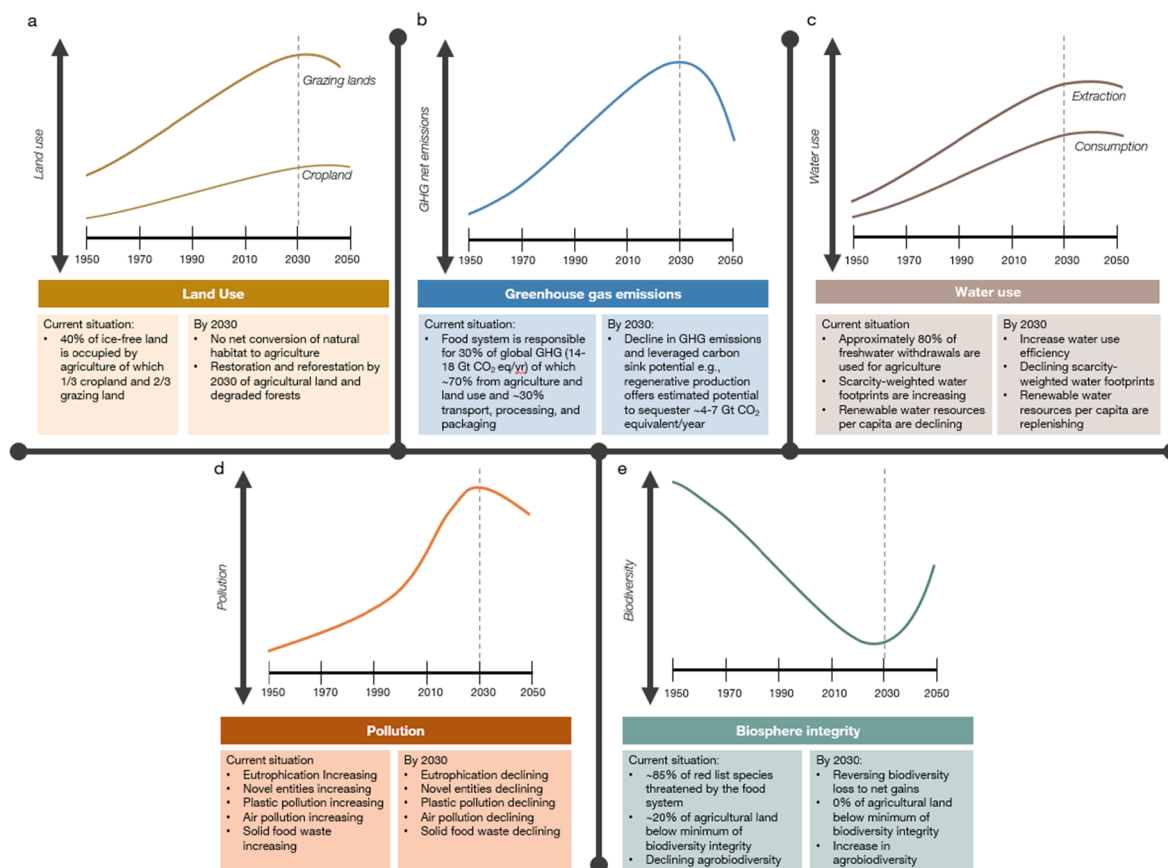 a
Land use
Grazing lands
Cropland
1950 1970 1990 2010 2030 2050
Land Use
Current situation:
• 40% of ice-free land
is occupied by
agriculture of which
1/3 cropland and 2/3
grazing land
By 2030
• No net conversion of natural
habitat to agriculture
• Restoration and reforestation by
2030 of agricultural land and
degraded forests
b
GHG net emissions
1950 1970 1990 2010 2030 2050
Greenhouse gas emissions
Current situation:
• Food system is responsible
for 30% of global GHG (14-
18 Gt CO₂ eq/yr) of which
~70% from agriculture and
land use and ~30%
transport, processing, and
packaging
By 2030:
• Decline in GHG emissions
and leveraged carbon
sink potential e.g.,
regenerative production
offers estimated potential
to sequester ~4-7 Gt CO₂
equivalent/year
c
Water use
Extraction
Consumption
1950 1970 1990 2010 2030 2050
Water use
Current situation
• Approximately 80% of
freshwater withdrawals are
used for agriculture
• Scarcity-weighted water
footprints are increasing
• Renewable water resources
per capita are declining
By 2030
• Increase water use
efficiency
• Declining scarcity-
weighted water footprints
• Renewable water
resources per capita are
replenishing
d
Pollution
1950 1970 1990 2010 2030 2050
Pollution
Current situation
• Eutrophication Increasing
• Novel entities increasing
• Plastic pollution increasing
• Air pollution increasing
• Solid food waste
increasing
By 2030
• Eutrophication declining
• Novel entities declining
• Plastic pollution declining
• Air pollution declining
• Solid food waste declining
e
Biodiversity
1950 1970 1990 2010 2030 2050
Biosphere integrity
Current situation:
• ~85% of red list species
threatened by the food
system
• ~20% of agricultural land
below minimum of
biodiversity integrity
• Declining agrobiodiversity
By 2030:
• Reversing biodiversity
loss to net gains
• 0% of agricultural land
below minimum of
biodiversity integrity
• Increase in
agrobiodiversity